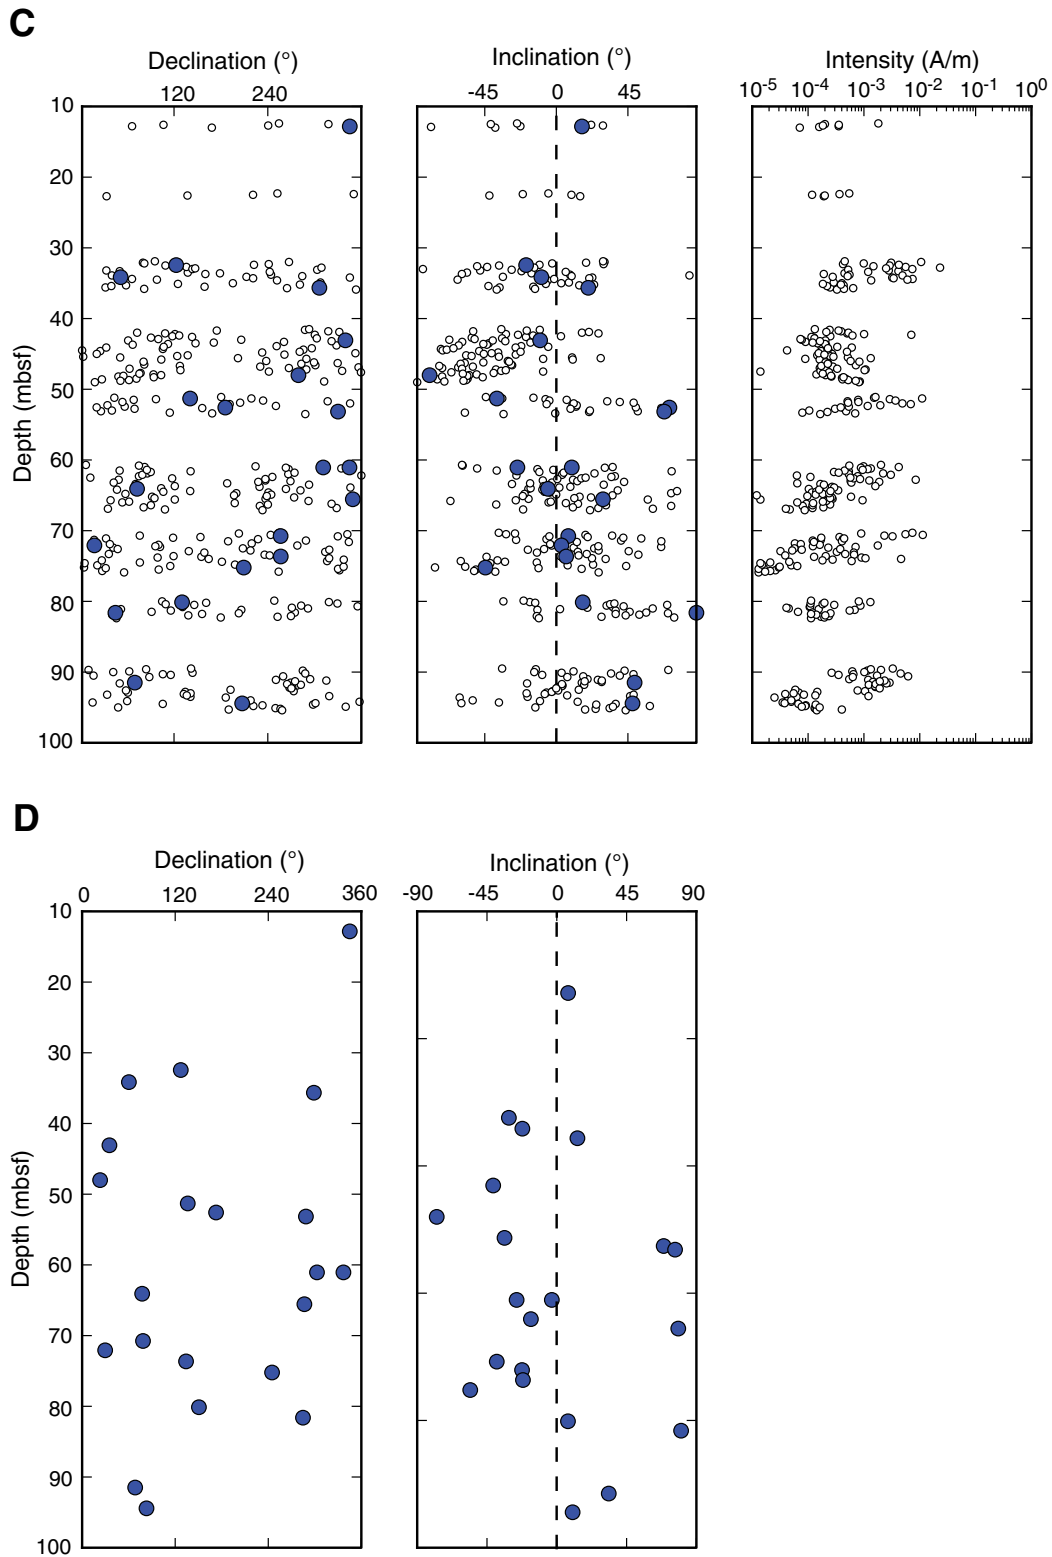 C
Declination (°) Inclination (°) Intensity (A/m)
120 240 -45 0 45 10-5 10-4 10-3 10-2 10-1 100
10
20
30
40
50
60
70
80
90
100
Depth (mbsf)
D
Declination (°) Inclination (°)
0 120 240 360 -90 -45 0 45 90
10
20
30
40
50
60
70
80
90
100
Depth (mbsf)